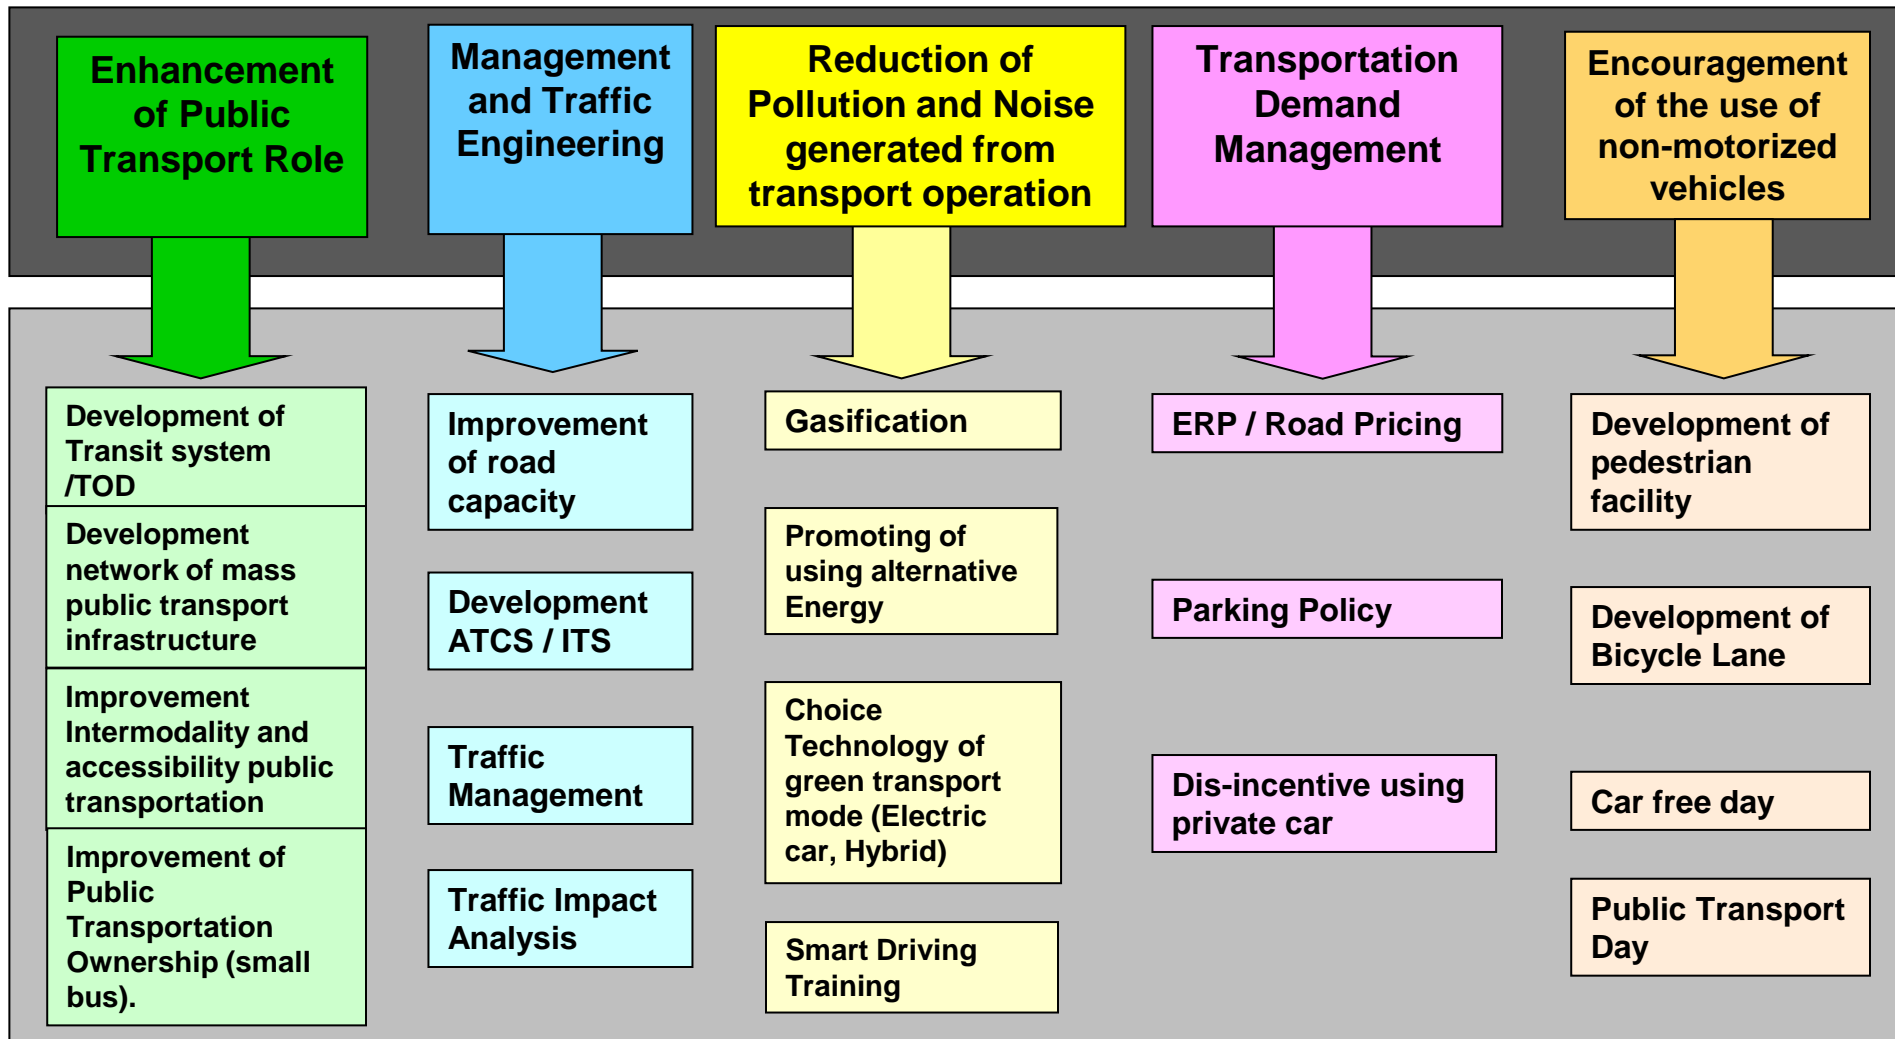 Enhancement
of Public
Transport Role
Management
and Traffic
Engineering
Reduction of
Pollution and Noise
generated from
transport operation
Transportation
Demand
Management
Encouragement
of the use of
non-motorized
vehicles
Development of
Transit system
/TOD
Development
network of mass
public transport
infrastructure
Improvement
Intermodality and
accessibility public
transportation
Improvement of
Public
Transportation
Ownership (small
bus).
Improvement
of road
capacity
Development
ATCS / ITS
Traffic
Management
Traffic Impact
Analysis
Gasification
Promoting of
using alternative
Energy
Choice
Technology of
green transport
mode (Electric
car, Hybrid)
Smart Driving
Training
ERP / Road Pricing
Parking Policy
Dis-incentive using
private car
Development of
pedestrian
facility
Development of
Bicycle Lane
Car free day
Public Transport
Day